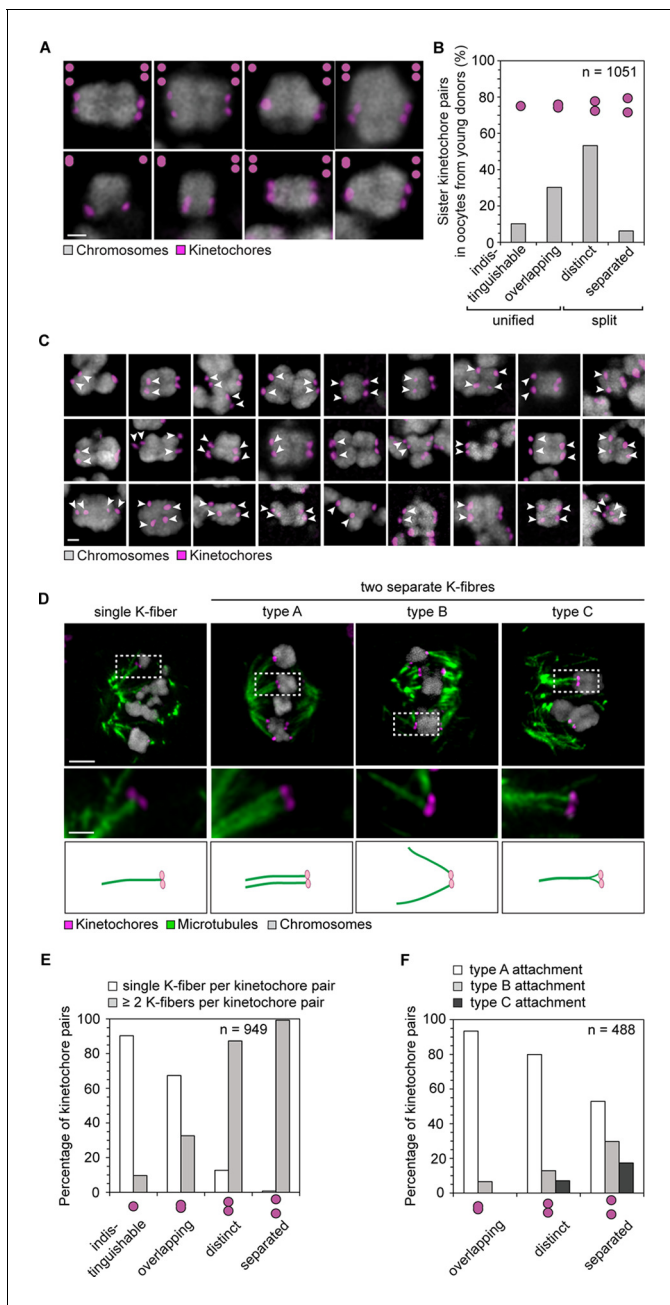 A
Chromosomes Kinetochores
B
Sister kinetochore pairs
in oocytes from young donors (%)
n = 1051
100
80
60
40
20
0
indis-
tinguishable
overlapping
distinct
separated
unified split
C
Chromosomes Kinetochores
D
two separate K-fibres
single K-fiber type A type B type C
Kinetochores Microtubules Chromosomes
E
single K-fiber per kinetochore pair
≥ 2 K-fibers per kinetochore pair
Percentage of kinetochore pairs
n = 949
100
80
60
40
20
0
indis-
tinguishable
overlapping
distinct
separated
F
type A attachment
type B attachment
type C attachment
Percentage of kinetochore pairs
n = 488
100
80
60
40
20
0
overlapping
distinct
separated